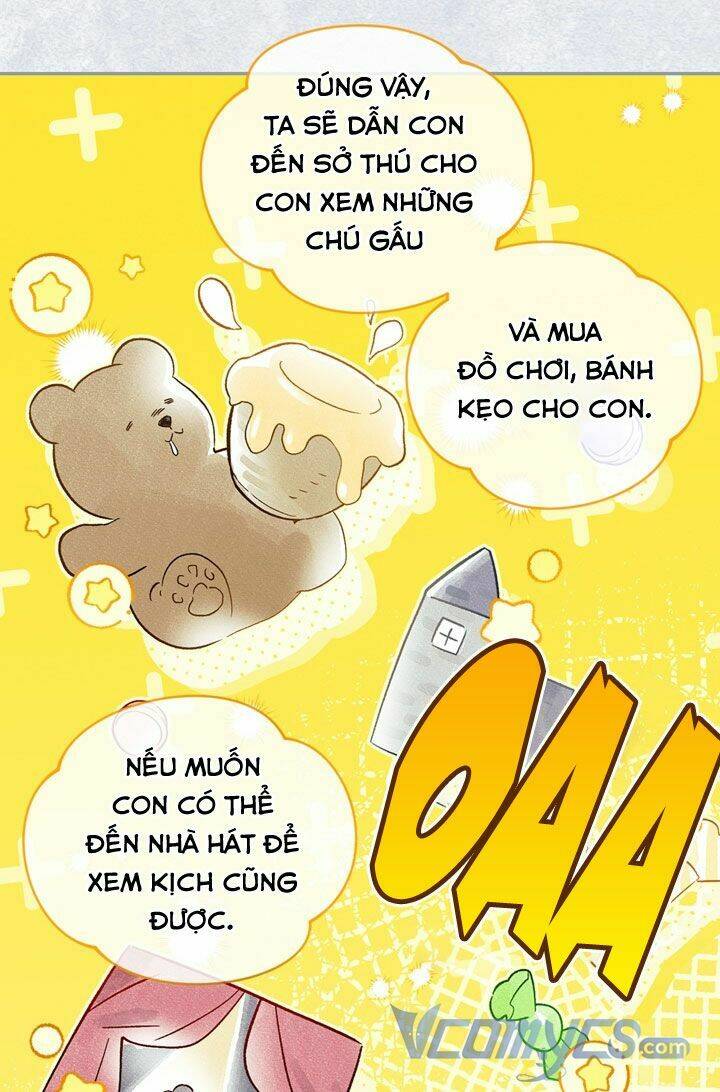 ĐÚNG VẬY,
TA SẼ DẪN CON
ĐẾN SỞ THÚ CHO
CON XEM NHỮNG
CHÚ GẤU
VÀ MUA
ĐỒ CHƠI, BÁNH
KẸO CHO CON.
OAA
NẾU MUỐN
CON CÓ THỂ
ĐẾN NHÀ HÁT ĐỂ
XEM KỊCH CŨNG
ĐƯỢC.
VCOMYCS.COM